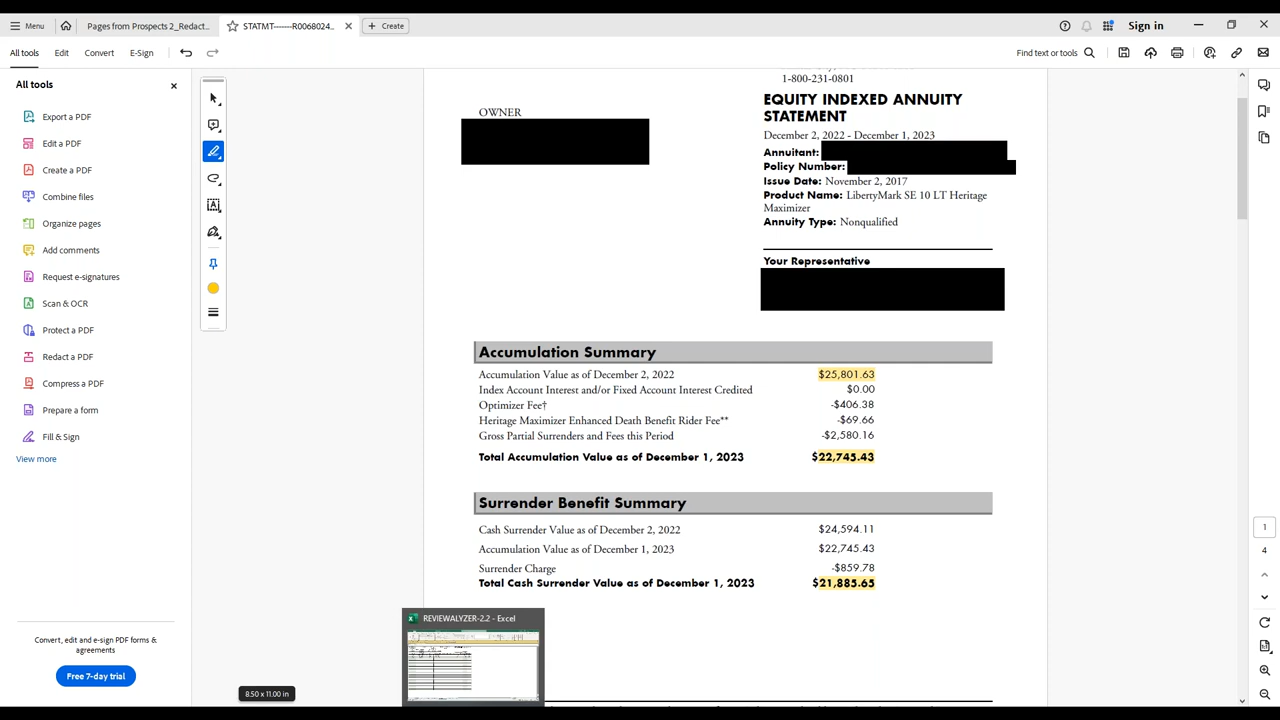 Menu
Pages from Prospects 2_Redact...
STATMT-------R0068024...
Create
Sign in
All tools
Edit
Convert
E-Sign
Find text or tools
All tools
Export a PDF
Edit a PDF
Create a PDF
Combine files
Organize pages
Add comments
Request e-signatures
Scan & OCR
Protect a PDF
Redact a PDF
Compress a PDF
Prepare a form
Fill & Sign
View more
Convert, edit and e-sign PDF forms &
agreements
Free 7-day trial
8.50 x 11.00 in
1-800-231-0801
OWNER
EQUITY INDEXED ANNUITY
STATEMENT
December 2, 2022 - December 1, 2023
Annuitant:
Policy Number:
Issue Date: November 2, 2017
Product Name: LibertyMark SE 10 LT Heritage
Maximizer
Annuity Type: Nonqualified
Your Representative
Accumulation Summary
Accumulation Value as of December 2, 2022 $25,801.63
Index Account Interest and/or Fixed Account Interest Credited $0.00
Optimizer Fee† -$406.38
Heritage Maximizer Enhanced Death Benefit Rider Fee** -$69.66
Gross Partial Surrenders and Fees this Period -$2,580.16
Total Accumulation Value as of December 1, 2023 $22,745.43
Surrender Benefit Summary
Cash Surrender Value as of December 2, 2022 $24,594.11
Accumulation Value as of December 1, 2023 $22,745.43
Surrender Charge -$859.78
Total Cash Surrender Value as of December 1, 2023 $21,885.65
REVIEWALYZER-2.2 - Excel
1
4